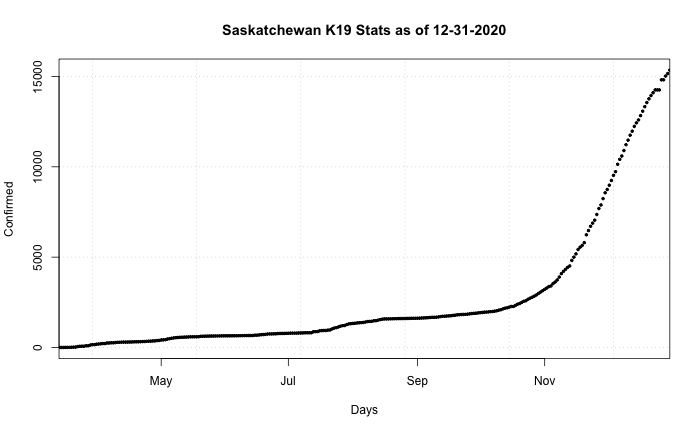 Saskatchewan K19 Stats as of 12-31-2020
Confirmed
15000
10000
5000
0
May Jul Sep Nov
Days